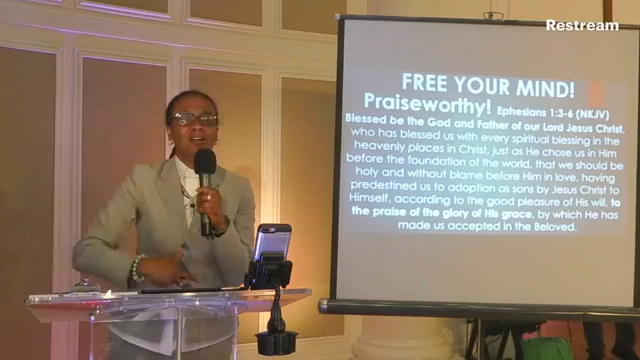 Restream
FREE YOUR MIND!
Praiseworthy! Ephesians 1:3-6 (NKJV)
Blessed be the God and Father of our Lord Jesus Christ,
who has blessed us with every spiritual blessing in the
heavenly places in Christ, just as He chose us in Him
before the foundation of the world, that we should be
holy and without blame before Him in love, having
predestined us to adoption as sons by Jesus Christ to
Himself, according to the good pleasure of His will, to
the praise of the glory of His grace, by which He has
made us accepted in the Beloved.